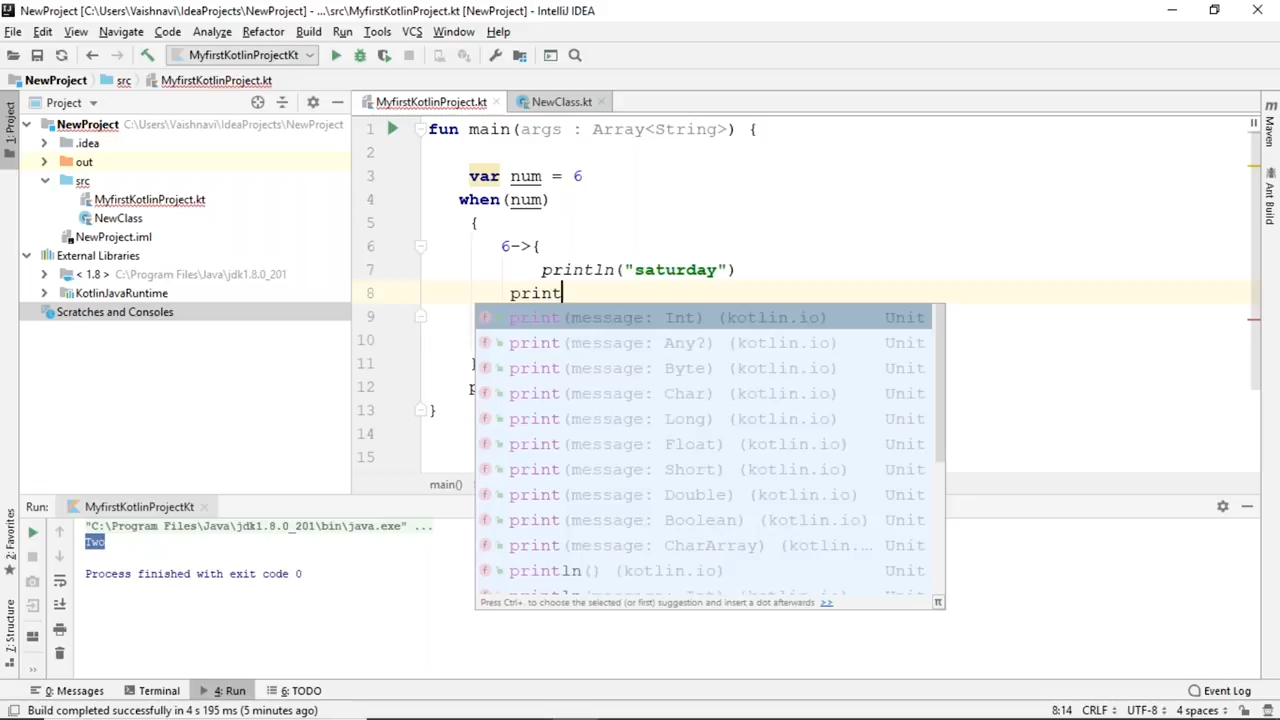 NewProject [C:\Users\Vaishnavi\IdeaProjects\NewProject] - ...\src\MyfirstKotlinProject.kt [NewProject] - IntelliJ IDEA
File Edit View Navigate Code Analyze Refactor Build Run Tools VCS Window Help
MyfirstKotlinProjectKt
NewProject src MyfirstKotlinProject.kt
1: Project
Project
NewProject C:\Users\Vaishnavi\IdeaProjects\NewProject
.idea
out
src
MyfirstKotlinProject.kt
NewClass
NewProject.iml
External Libraries
< 1.8 > C:\Program Files\Java\jdk1.8.0_201
KotlinJavaRuntime
Scratches and Consoles
MyfirstKotlinProject.kt NewClass.kt
1 fun main(args : Array<String>) {
2
3 var num = 6
4 when(num)
5 {
6 6->{
7 println("saturday")
8 print
9
10
11 }
12 p
13 }
14
15
print(message: Int) (kotlin.io) Unit
print(message: Any?) (kotlin.io) Unit
print(message: Byte) (kotlin.io) Unit
print(message: Char) (kotlin.io) Unit
print(message: Long) (kotlin.io) Unit
print(message: Float) (kotlin.io) Unit
print(message: Short) (kotlin.io) Unit
print(message: Double) (kotlin.io) Unit
print(message: Boolean) (kotlin.io) Unit
print(message: CharArray) (kotlin.... Unit
println() (kotlin.io) Unit
Press Ctrl+. to choose the selected (or first) suggestion and insert a dot afterwards >>
main()
Maven
Ant Build
Run: MyfirstKotlinProjectKt
"C:\Program Files\Java\jdk1.8.0_201\bin\java.exe" ...
Two
Process finished with exit code 0
2: Favorites
7: Structure
0: Messages Terminal 4: Run 6: TODO Event Log
Build completed successfully in 4 s 195 ms (5 minutes ago) 8:14 CRLF UTF-8 4 spaces